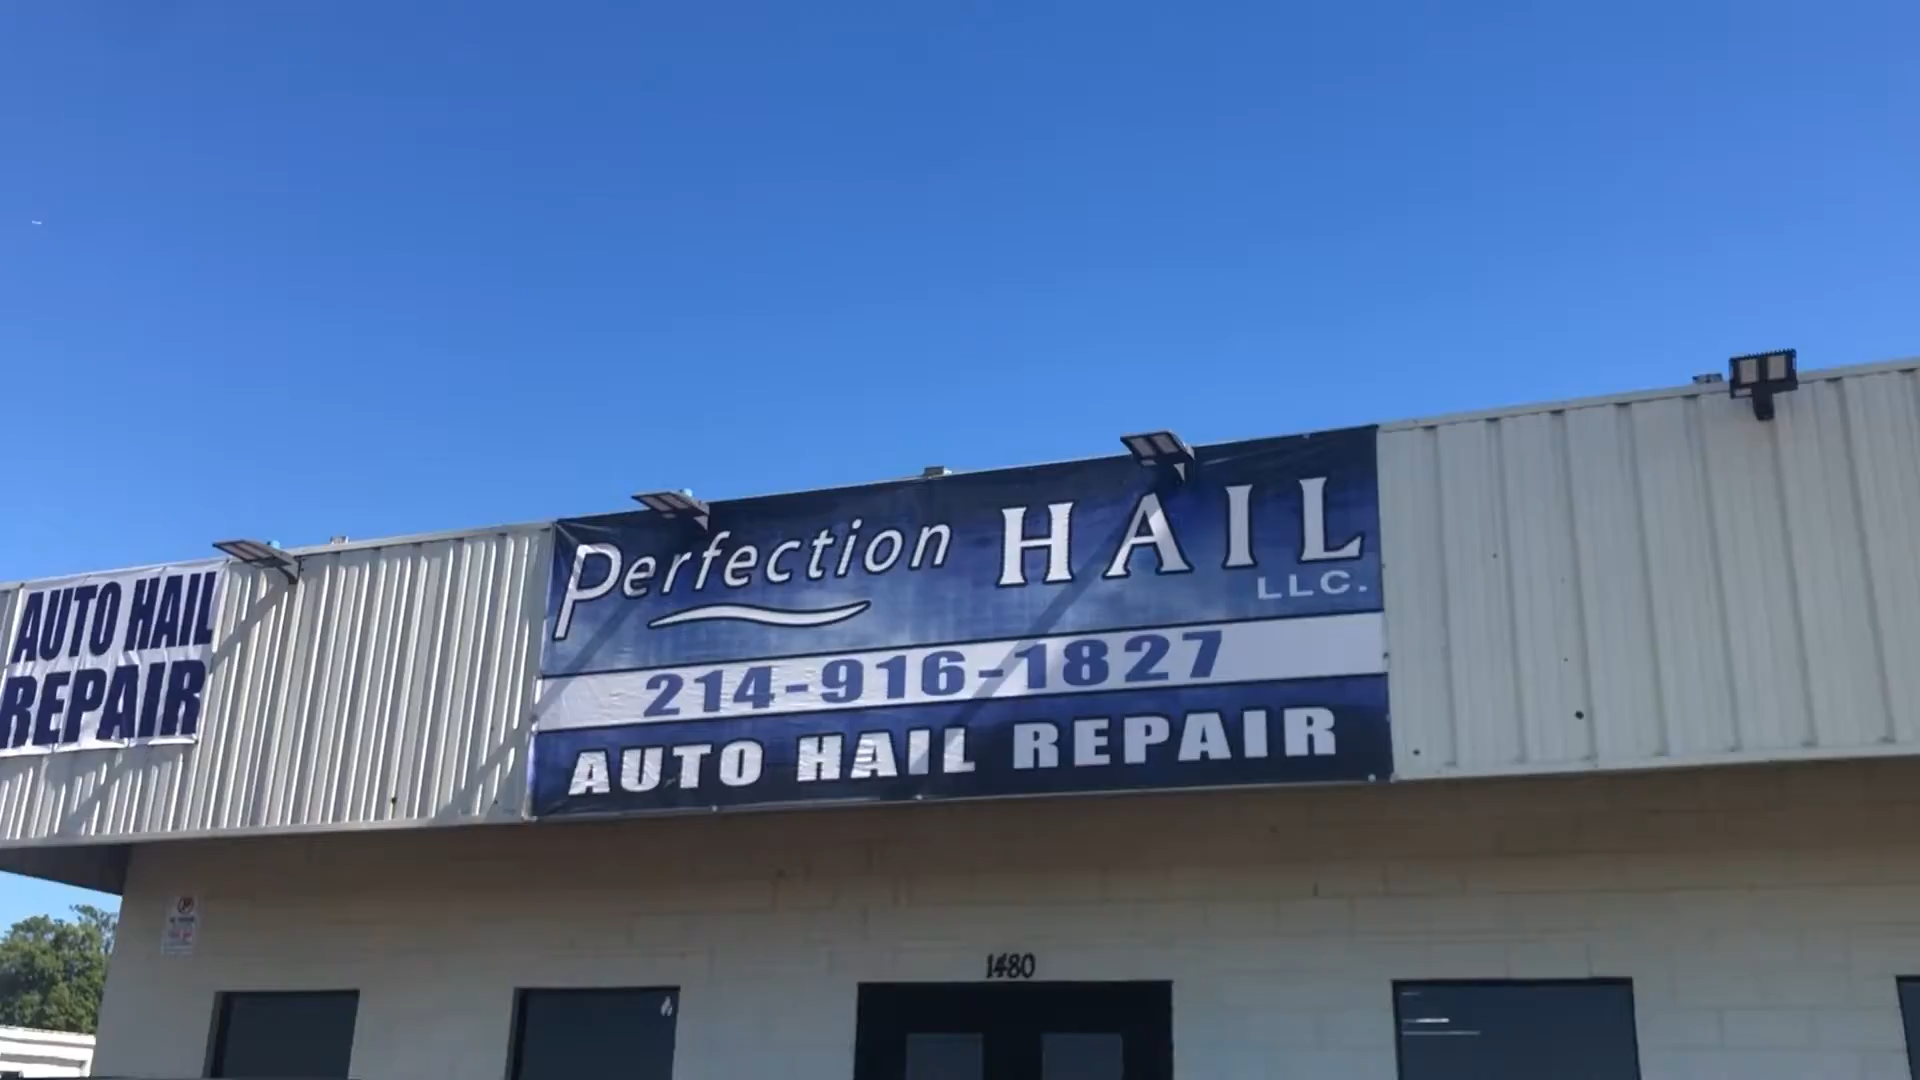 AUTO HAIL
REPAIR
Perfection HAIL
LLC.
214-916-1827
AUTO HAIL REPAIR
1480